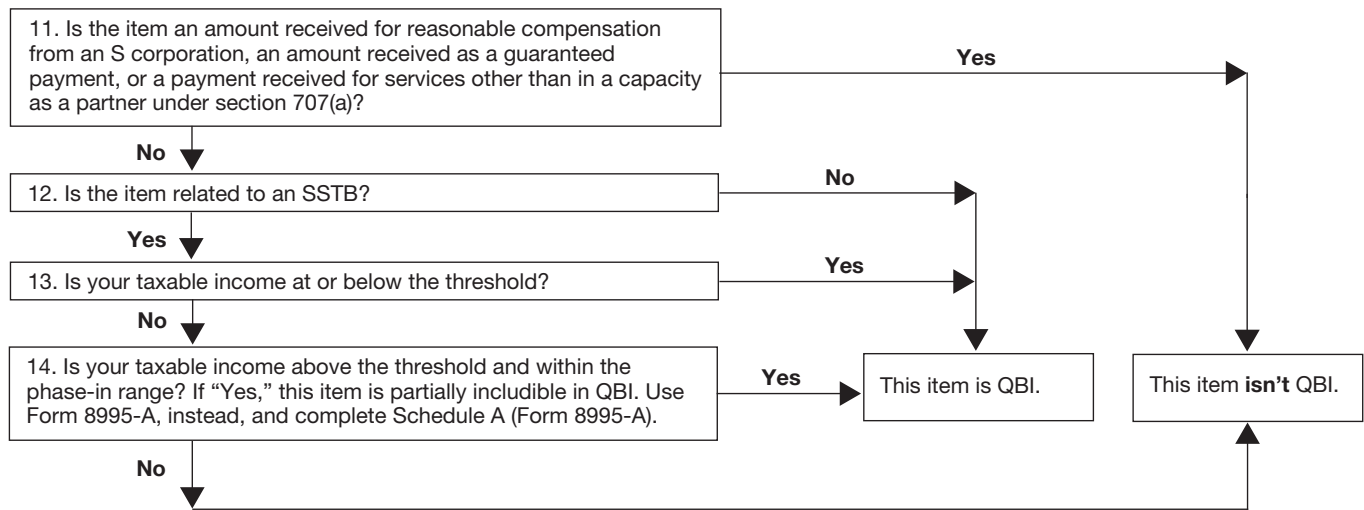 11. Is the item an amount received for reasonable compensation
from an S corporation, an amount received as a guaranteed
payment, or a payment received for services other than in a capacity
as a partner under section 707(a)?
Yes
No
12. Is the item related to an SSTB?
No
Yes
13. Is your taxable income at or below the threshold?
Yes
No
14. Is your taxable income above the threshold and within the
phase-in range? If “Yes,” this item is partially includible in QBI. Use
Form 8995-A, instead, and complete Schedule A (Form 8995-A).
Yes
This item is QBI.
This item isn’t QBI.
No